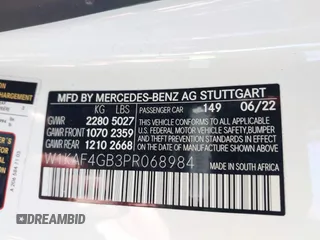 MFD BY MERCEDES-BENZ AG STUTTGART
KG LBS PASSENGER CAR 149 06/22
GVWR 2280 5027
GAWR FRONT 1070 2359
GAWR REAR 1210 2668
THIS VEHICLE CONFORMS TO ALL
APPLICABLE U.S. FEDERAL MOTOR
VEHICLE SAFETY, BUMPER, AND THEFT
PREVENTION STANDARDS IN EFFECT ON THE
DATE OF MANUFACTURE SHOWN ABOVE.
W1KAF4GB3PR068984
MADE IN SOUTH AFRICA
DREAMBID